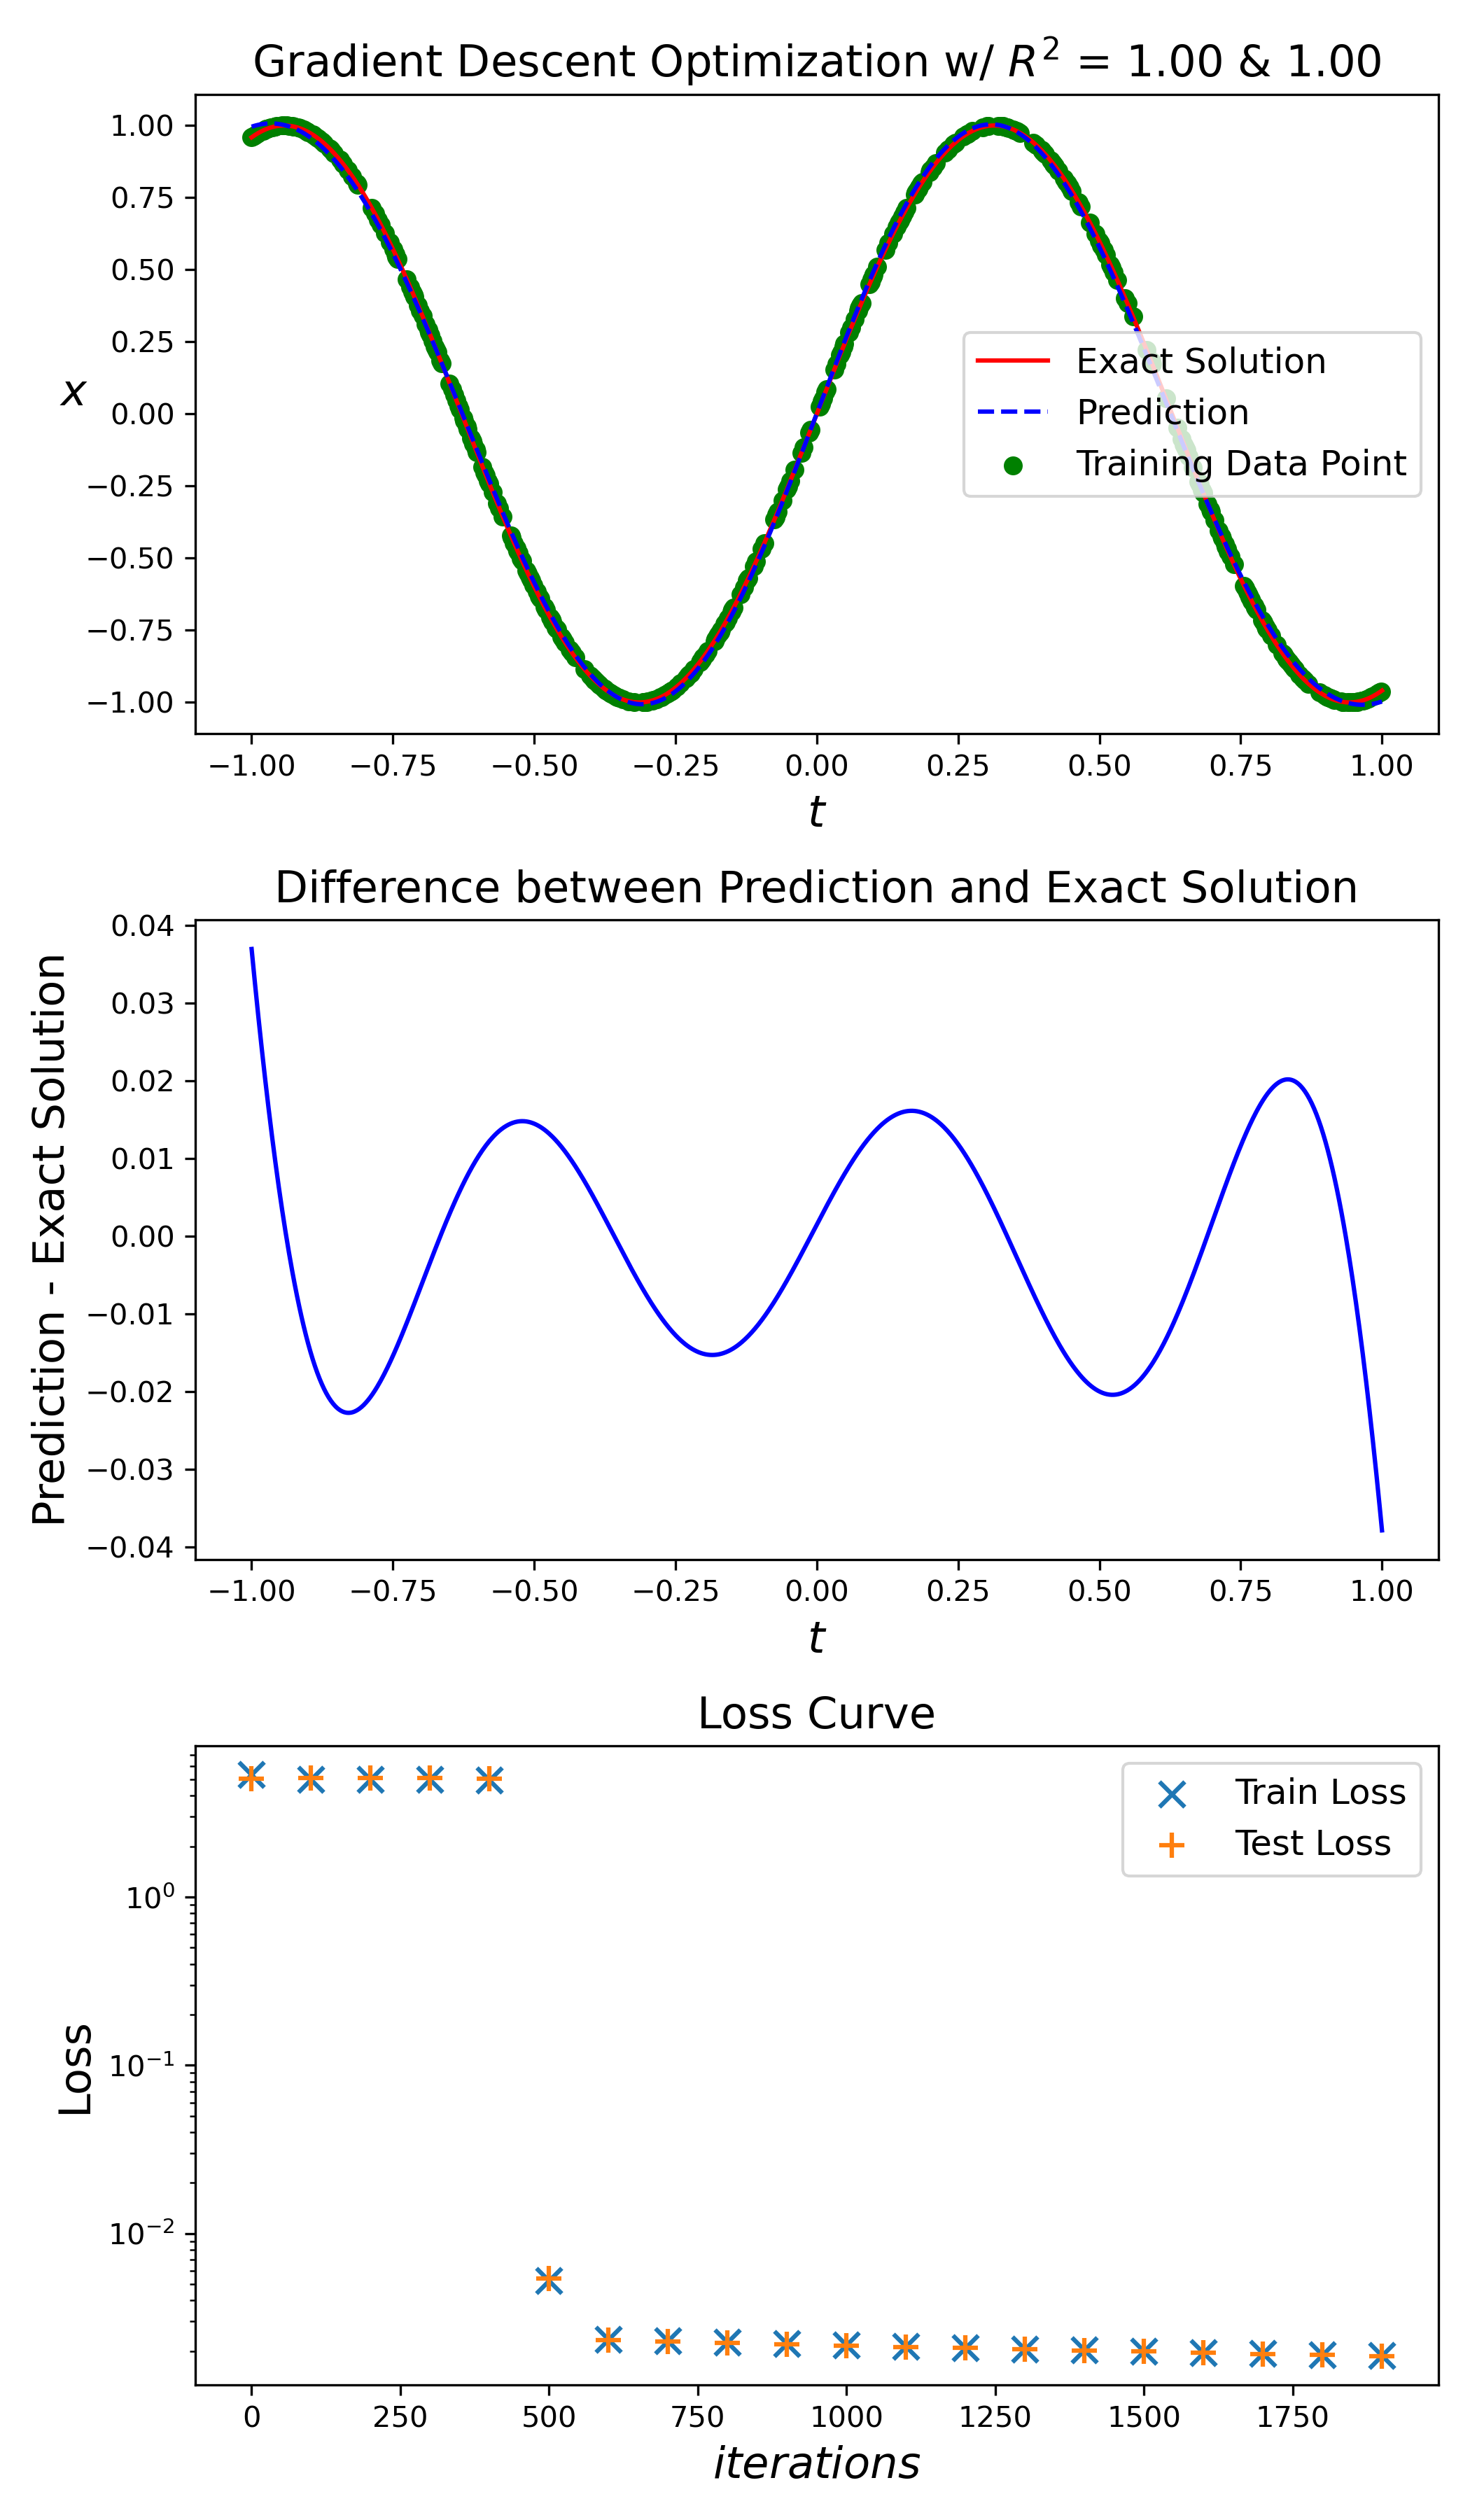 Gradient Descent Optimization w/ R² = 1.00 & 1.00
1.00
0.75
0.50
0.25
0.00
−0.25
−0.50
−0.75
−1.00
x
Exact Solution
Prediction
Training Data Point
−1.00 −0.75 −0.50 −0.25 0.00 0.25 0.50 0.75 1.00
t
Difference between Prediction and Exact Solution
0.04
0.03
0.02
0.01
0.00
−0.01
−0.02
−0.03
−0.04
Prediction - Exact Solution
−1.00 −0.75 −0.50 −0.25 0.00 0.25 0.50 0.75 1.00
t
Loss Curve
10⁰
10⁻¹
10⁻²
Loss
Train Loss
Test Loss
0 250 500 750 1000 1250 1500 1750
iterations